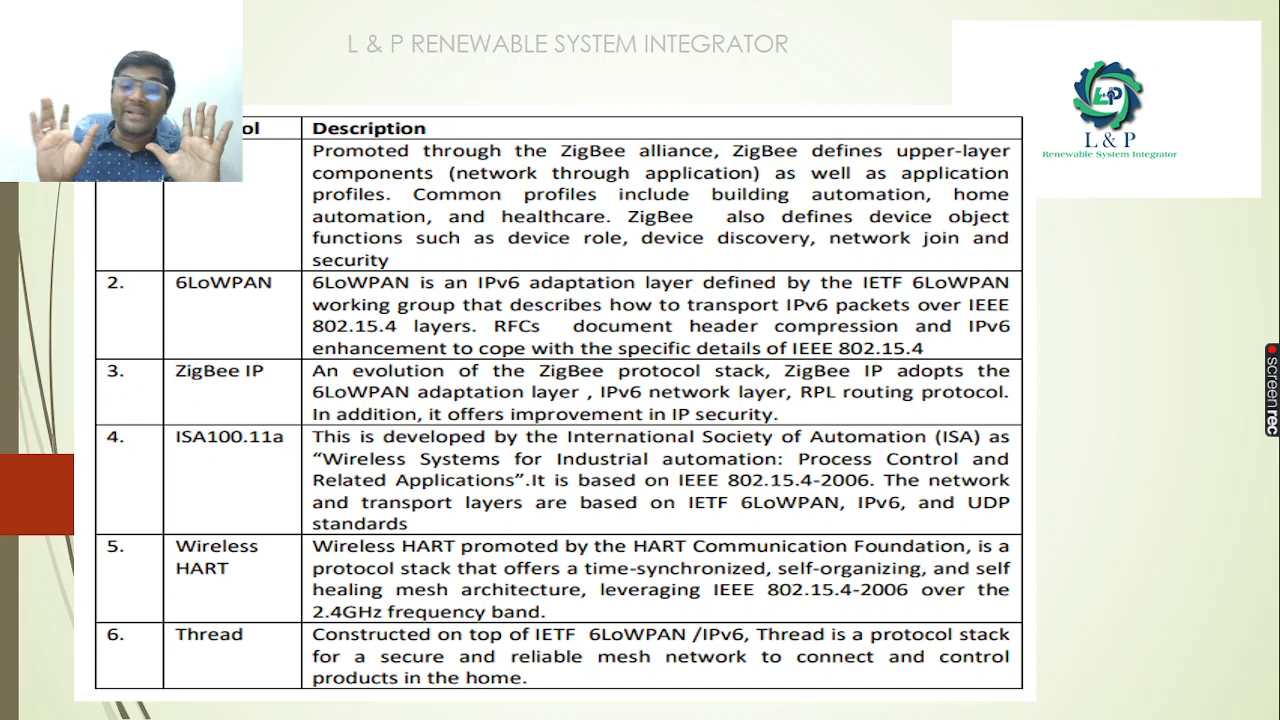 L & P RENEWABLE SYSTEM INTEGRATOR
L&P
L & P
Renewable System Integrator
ol Description
Promoted through the ZigBee alliance, ZigBee defines upper-layer
components (network through application) as well as application
profiles. Common profiles include building automation, home
automation, and healthcare. ZigBee also defines device object
functions such as device role, device discovery, network join and
security
2. 6LoWPAN 6LoWPAN is an IPv6 adaptation layer defined by the IETF 6LoWPAN
working group that describes how to transport IPv6 packets over IEEE
802.15.4 layers. RFCs document header compression and IPv6
enhancement to cope with the specific details of IEEE 802.15.4
3. ZigBee IP An evolution of the ZigBee protocol stack, ZigBee IP adopts the
6LoWPAN adaptation layer , IPv6 network layer, RPL routing protocol.
In addition, it offers improvement in IP security.
4. ISA100.11a This is developed by the International Society of Automation (ISA) as
“Wireless Systems for Industrial automation: Process Control and
Related Applications”.It is based on IEEE 802.15.4-2006. The network
and transport layers are based on IETF 6LoWPAN, IPv6, and UDP
standards
5. Wireless HART Wireless HART promoted by the HART Communication Foundation, is a
protocol stack that offers a time-synchronized, self-organizing, and self
healing mesh architecture, leveraging IEEE 802.15.4-2006 over the
2.4GHz frequency band.
6. Thread Constructed on top of IETF 6LoWPAN /IPv6, Thread is a protocol stack
for a secure and reliable mesh network to connect and control
products in the home.
screenrec